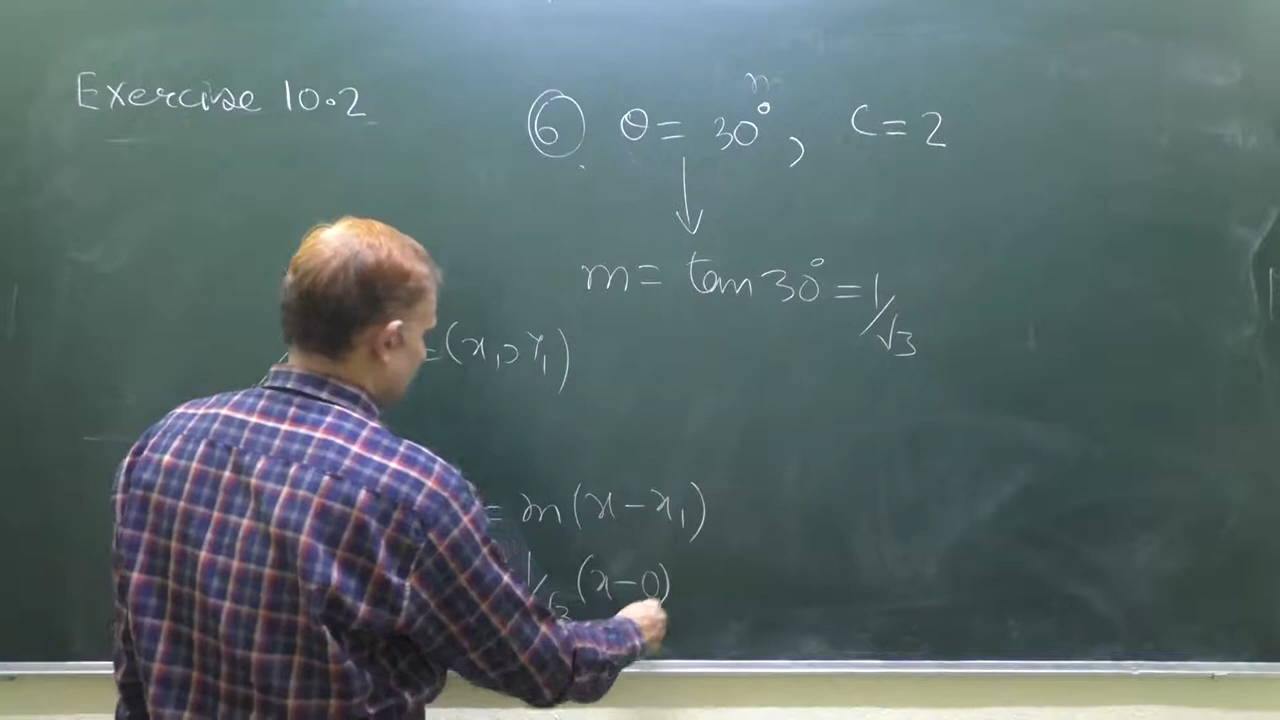 Exercise 10.2
⑥ θ = 30°, C = 2
m = tan 30° = 1/√3
= (x₁, y₁)
= m(x - x₁)
1/√3 (x - 0)